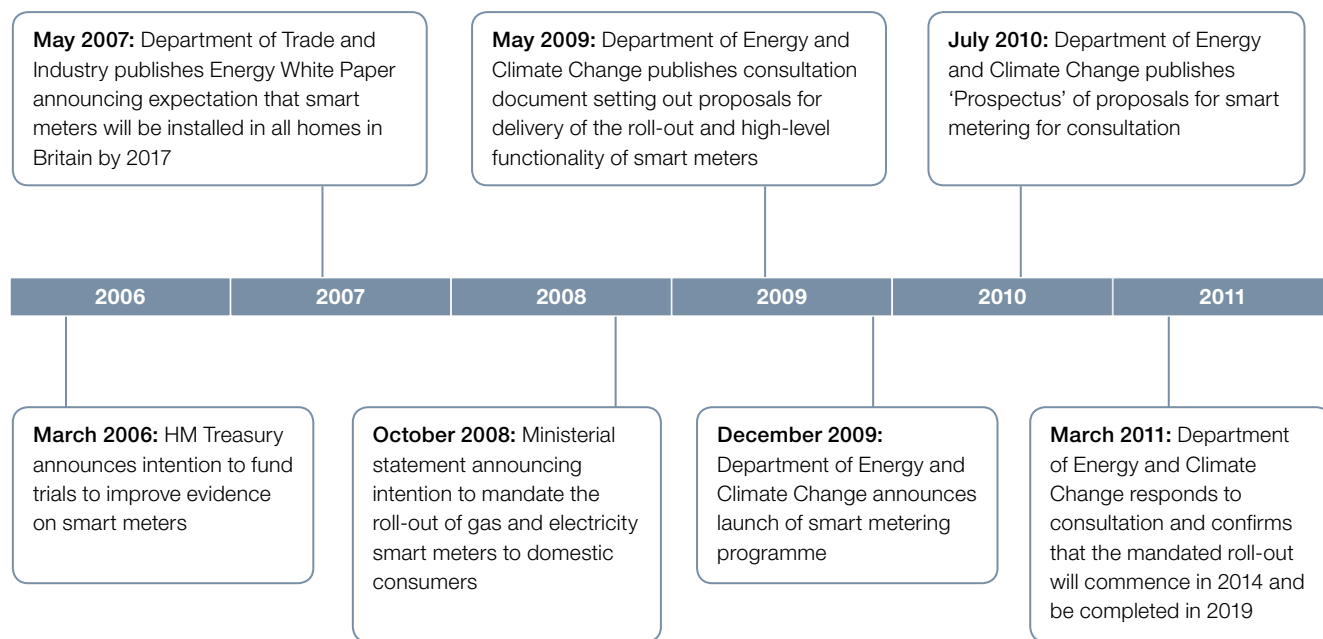 May 2007: Department of Trade and
Industry publishes Energy White Paper
announcing expectation that smart
meters will be installed in all homes in
Britain by 2017
May 2009: Department of Energy and
Climate Change publishes consultation
document setting out proposals for
delivery of the roll-out and high-level
functionality of smart meters
July 2010: Department of Energy
and Climate Change publishes
‘Prospectus’ of proposals for smart
metering for consultation
2006
2007
2008
2009
2010
2011
March 2006: HM Treasury
announces intention to fund
trials to improve evidence
on smart meters
October 2008: Ministerial
statement announcing
intention to mandate the
roll-out of gas and electricity
smart meters to domestic
consumers
December 2009:
Department of Energy and
Climate Change announces
launch of smart metering
programme
March 2011: Department
of Energy and Climate
Change responds to
consultation and confirms
that the mandated roll-out
will commence in 2014 and
be completed in 2019